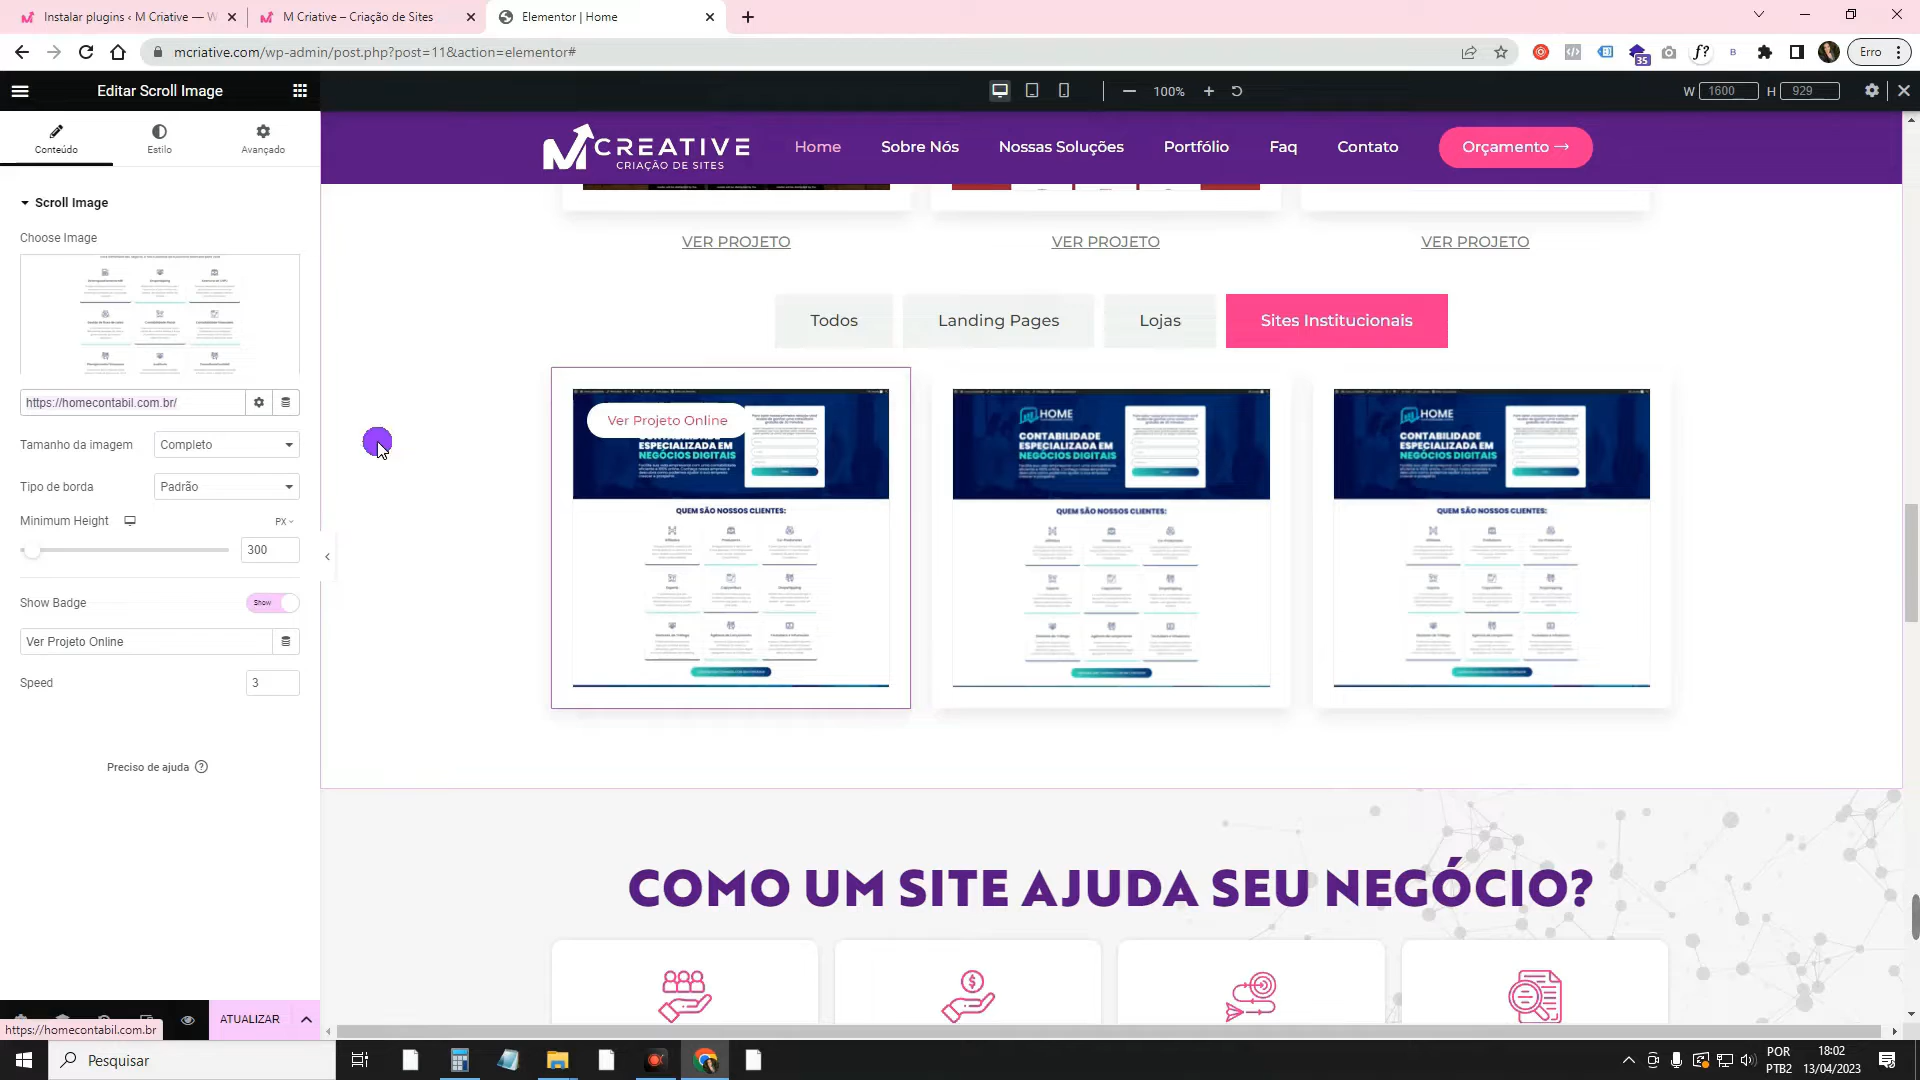 Instalar plugins ‹ M Criative — W
M Criative – Criação de Sites
Elementor | Home
mcriative.com/wp-admin/post.php?post=11&action=elementor#
35
f?
B
Erro
Editar Scroll Image
100%
W 1600 H 929
Conteúdo
Estilo
Avançado
CREATIVE
CRIAÇÃO DE SITES
Home
Sobre Nós
Nossas Soluções
Portfólio
Faq
Contato
Orçamento →
Scroll Image
Choose Image
https://homecontabil.com.br/
Tamanho da imagem
Completo
Tipo de borda
Padrão
Minimum Height
PX
300
Show Badge
Show
Ver Projeto Online
Speed
3
Preciso de ajuda
VER PROJETO
VER PROJETO
VER PROJETO
Todos
Landing Pages
Lojas
Sites Institucionais
Ver Projeto Online
CONTABILIDADE
ESPECIALIZADA EM
NEGÓCIOS DIGITAIS
QUEM SÃO NOSSOS CLIENTES:
HOME
CONTABILIDADE
ESPECIALIZADA EM
NEGÓCIOS DIGITAIS
QUEM SÃO NOSSOS CLIENTES:
HOME
CONTABILIDADE
ESPECIALIZADA EM
NEGÓCIOS DIGITAIS
QUEM SÃO NOSSOS CLIENTES:
COMO UM SITE AJUDA SEU NEGÓCIO?
ATUALIZAR
https://homecontabil.com.br
Pesquisar
POR
PTB2
18:02
13/04/2023